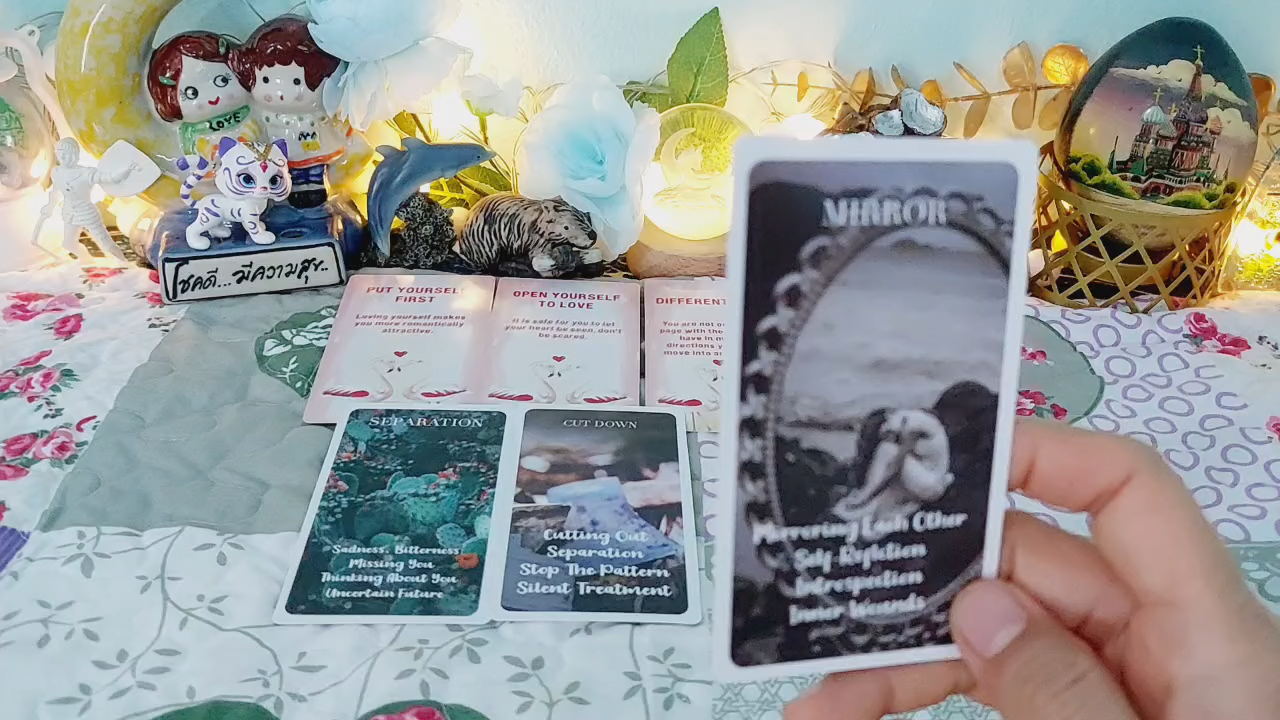 LOVE
โชคดี...มีความสุข..
PUT YOURSELF
FIRST
Loving yourself makes
you more romantically
attractive.
OPEN YOURSELF
TO LOVE
It is safe for you to let
your heart be seen, don't
be scared.
DIFFERENT
You are not o
page with the
have in m
directions y
move into a
SEPARATION
Sadness, Bitterness
Missing You
Thinking About You
Uncertain Future
CUT DOWN
Cutting Out
Separation
Stop The Pattern
Silent Treatment
MIRROR
Mirrering Each Other
Self Reflction
Introspection
Inner Wounds